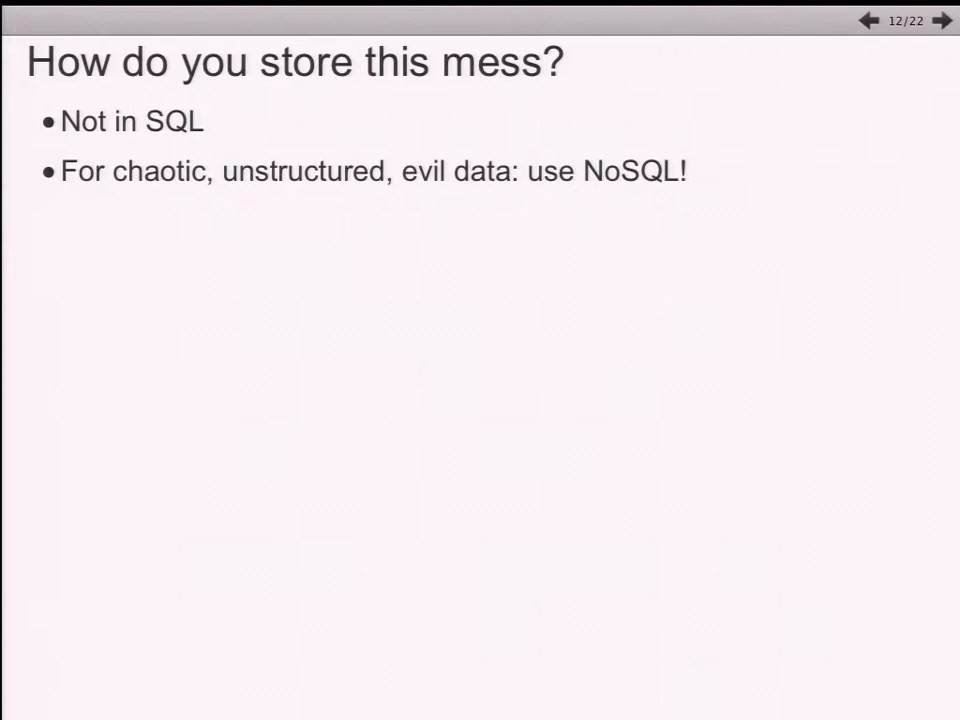 12/22
How do you store this mess?
• Not in SQL
• For chaotic, unstructured, evil data: use NoSQL!